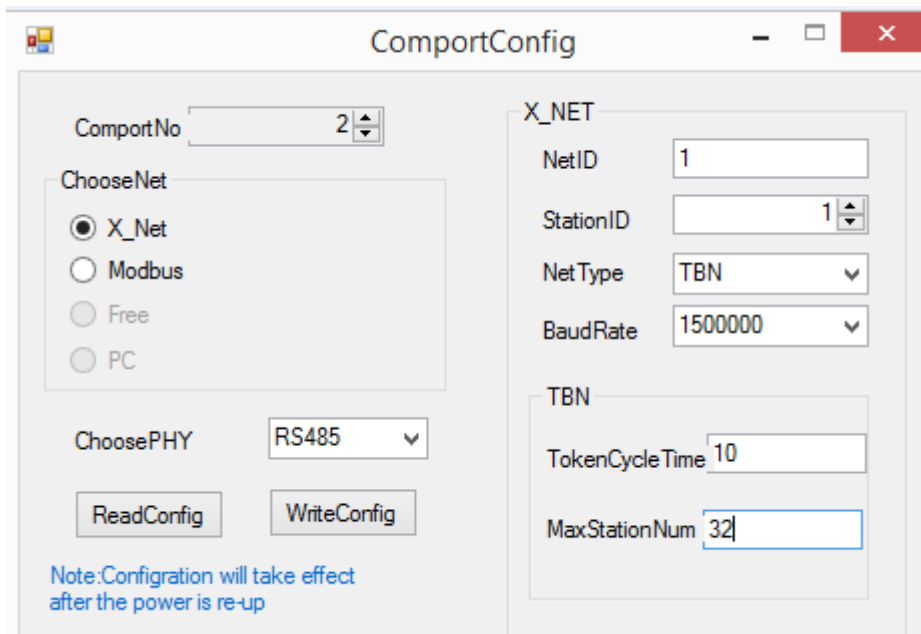 ComportConfig
ComportNo 2
ChooseNet
X_Net
Modbus
Free
PC
ChoosePHY RS485
ReadConfig WriteConfig
Note:Configration will take effect
after the power is re-up
X_NET
NetID 1
StationID 1
NetType TBN
BaudRate 1500000
TBN
TokenCycleTime 10
MaxStationNum 32